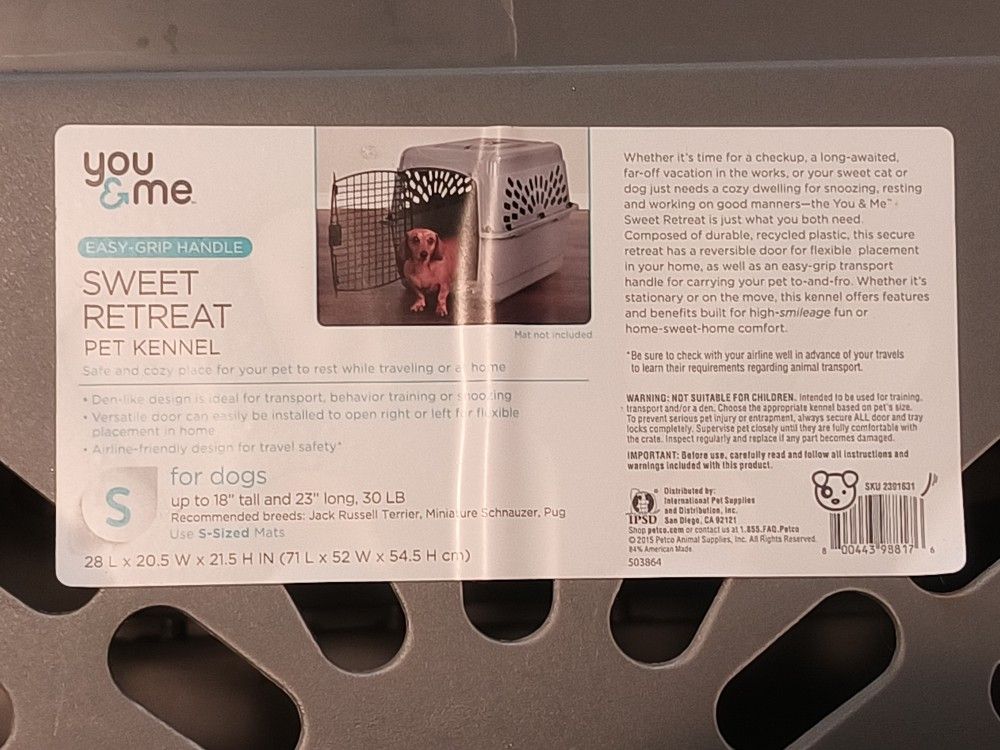 you
& me™
EASY-GRIP HANDLE
SWEET
RETREAT
PET KENNEL
Mat not included
Safe and cozy place for your pet to rest while traveling or at home
• Den-like design is ideal for transport, behavior training or snoozing
• Versatile door can easily be installed to open right or left for flexible
placement in home
• Airline-friendly design for travel safety*
S
for dogs
up to 18" tall and 23" long, 30 LB
Recommended breeds: Jack Russell Terrier, Miniature Schnauzer, Pug
Use S-Sized Mats
28 L x 20.5 W x 21.5 H IN (71 L x 52 W x 54.5 H cm)
Whether it's time for a checkup, a long-awaited,
far-off vacation in the works, or your sweet cat or
dog just needs a cozy dwelling for snoozing, resting
and working on good manners—the You & Me™
Sweet Retreat is just what you both need.
Composed of durable, recycled plastic, this secure
retreat has a reversible door for flexible placement
in your home, as well as an easy-grip transport
handle for carrying your pet to-and-fro. Whether it's
stationary or on the move, this kennel offers features
and benefits built for high-smileage fun or
home-sweet-home comfort.
*Be sure to check with your airline well in advance of your travels
to learn their requirements regarding animal transport.
WARNING: NOT SUITABLE FOR CHILDREN. Intended to be used for training,
transport and/or a den. Choose the appropriate kennel based on pet's size.
To prevent serious pet injury or entrapment, always secure ALL door and tray
locks completely. Supervise pet closely until they are fully comfortable with
the crate. Inspect regularly and replace if any part becomes damaged.
IMPORTANT: Before use, carefully read and follow all instructions and
warnings included with this product.
IPSD
Distributed by:
International Pet Supplies
and Distribution, Inc.
San Diego, CA 92121
Shop petco.com or contact us at 1.855.FAQ.Petco
© 2015 Petco Animal Supplies, Inc. All Rights Reserved.
84% American Made.
503864
SKU 2391631
8 00443 98817 6